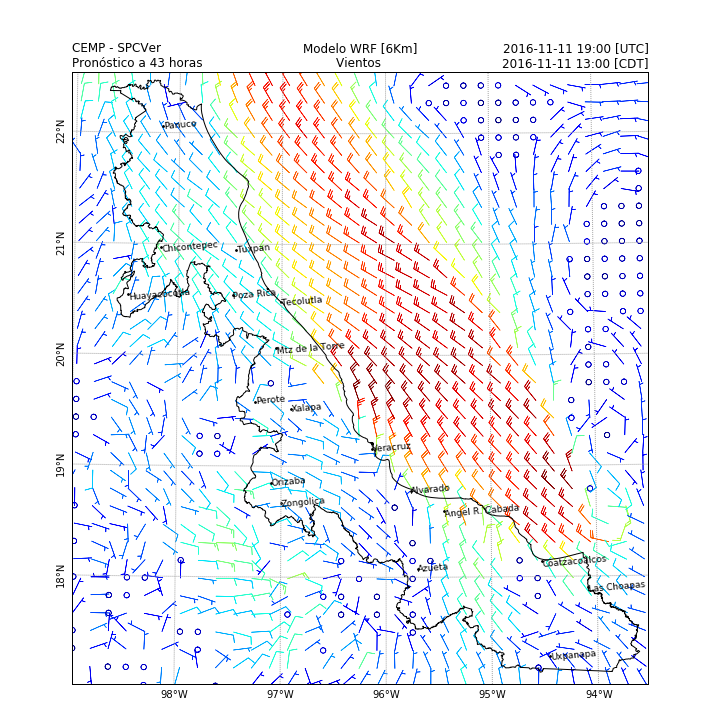 CEMP - SPCVer
Modelo WRF [6Km]
2016-11-11 19:00 [UTC]
Pronóstico a 43 horas
Vientos
2016-11-11 13:00 [CDT]
22°N
Panuco
21°N
Chicontepec
Tuxpan
Huayacocotla
Poza Rica
Tecolutla
20°N
Mtz de la Torre
Perote
Xalapa
Veracruz
19°N
Orizaba
Alvarado
Zongolica
Angel R. Cabada
18°N
Azueta
Coatzacoalcos
Las Choapas
Uxpanapa
98°W
97°W
96°W
95°W
94°W